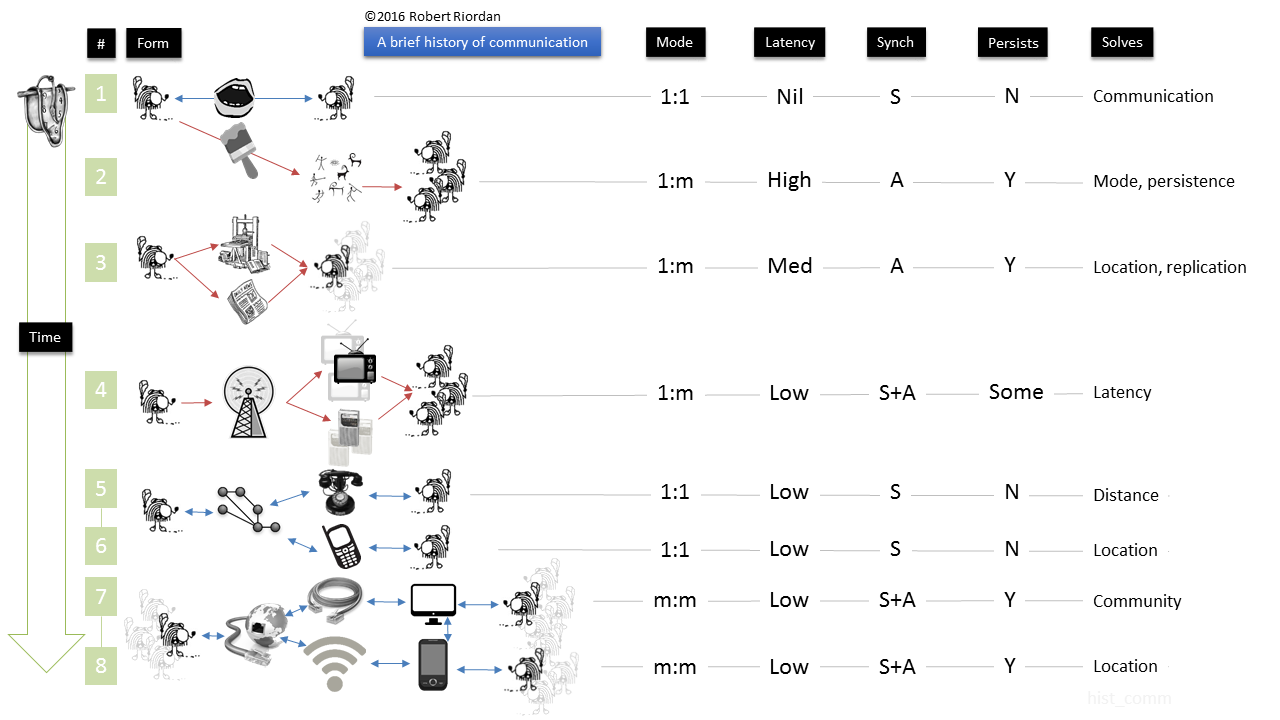 ©2016 Robert Riordan
# Form A brief history of communication Mode Latency Synch Persists Solves
1 1:1 Nil S N Communication
2 1:m High A Y Mode, persistence
3 1:m Med A Y Location, replication
Time
4 1:m Low S+A Some Latency
5 1:1 Low S N Distance
6 1:1 Low S N Location
7 m:m Low S+A Y Community
8 m:m Low S+A Y Location
hist_comm